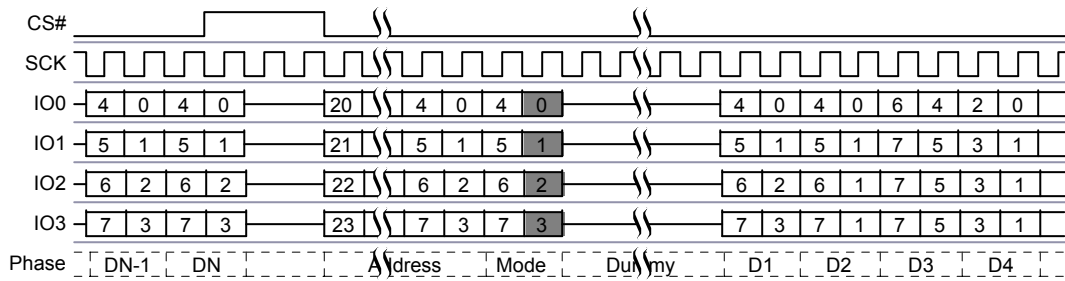 CS#
SCK
IO0 4 0 4 0 20 4 0 4 0 4 0 4 0 6 4 2 0
IO1 5 1 5 1 21 5 1 5 1 5 1 5 1 7 5 3 1
IO2 6 2 6 2 22 6 2 6 2 6 2 6 1 7 5 3 1
IO3 7 3 7 3 23 7 3 7 3 7 3 7 1 7 5 3 1
Phase DN-1 DN Address Mode Dummy D1 D2 D3 D4